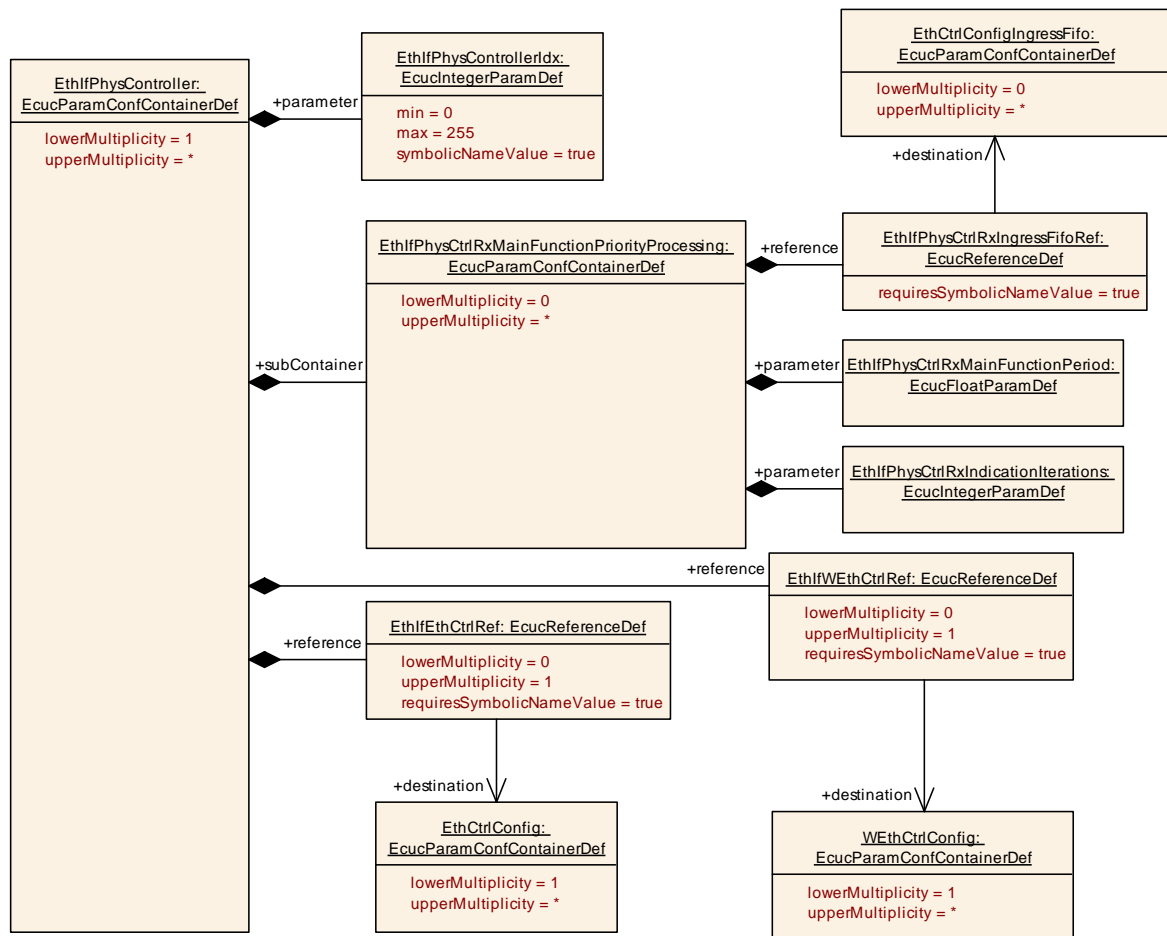 EthIfPhysController:
EcucParamConfContainerDef
lowerMultiplicity = 1
upperMultiplicity = *
+parameter
EthIfPhysControllerIdx:
EcucIntegerParamDef
min = 0
max = 255
symbolicNameValue = true
EthCtrlConfigIngressFifo:
EcucParamConfContainerDef
lowerMultiplicity = 0
upperMultiplicity = *
+destination
+subContainer
EthIfPhysCtrlRxMainFunctionPriorityProcessing:
EcucParamConfContainerDef
lowerMultiplicity = 0
upperMultiplicity = *
+reference
EthIfPhysCtrlRxIngressFifoRef:
EcucReferenceDef
requiresSymbolicNameValue = true
+parameter
EthIfPhysCtrlRxMainFunctionPeriod:
EcucFloatParamDef
+parameter
EthIfPhysCtrlRxIndicationIterations:
EcucIntegerParamDef
+reference
EthIfWEthCtrlRef: EcucReferenceDef
lowerMultiplicity = 0
upperMultiplicity = 1
requiresSymbolicNameValue = true
+reference
EthIfEthCtrlRef: EcucReferenceDef
lowerMultiplicity = 0
upperMultiplicity = 1
requiresSymbolicNameValue = true
+destination
EthCtrlConfig:
EcucParamConfContainerDef
lowerMultiplicity = 1
upperMultiplicity = *
+destination
WEthCtrlConfig:
EcucParamConfContainerDef
lowerMultiplicity = 1
upperMultiplicity = *